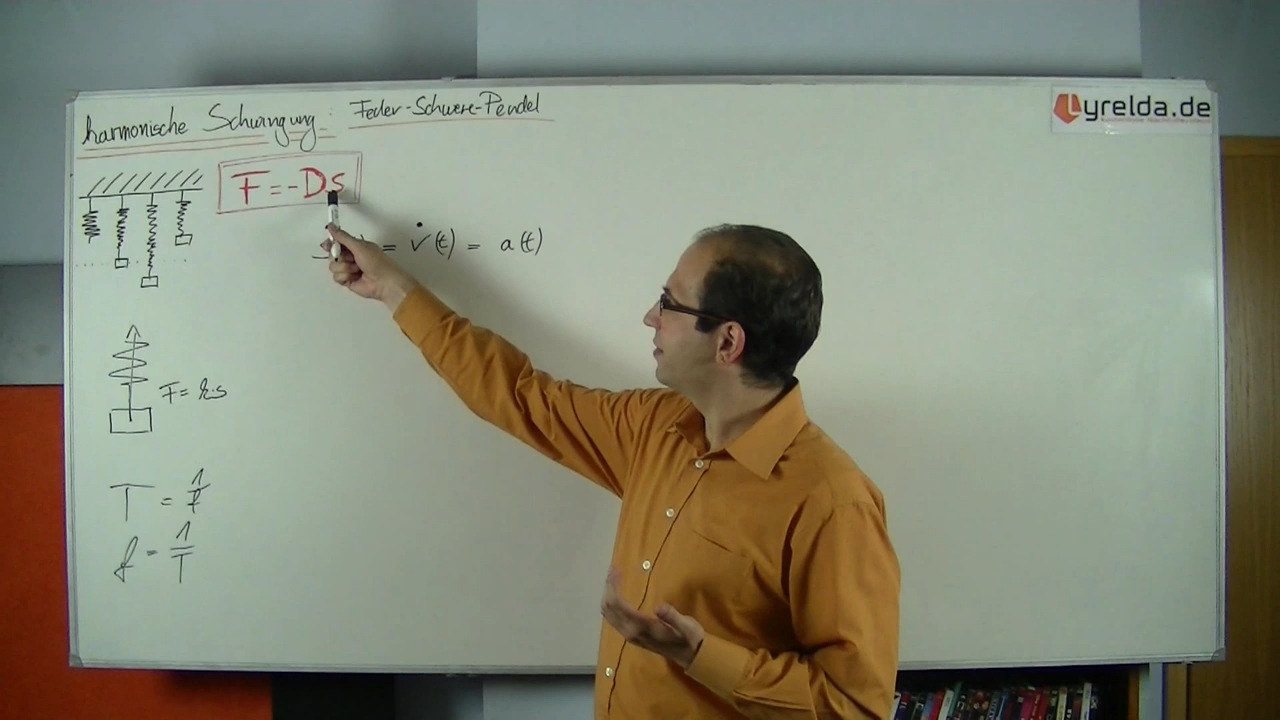 harmonische Schwingung: Feder-Schwere-Pendel
Lyrelda.de
F = -Ds
= v̇(t) = a(t)
F = k·s
T = 1/f
f = 1/T